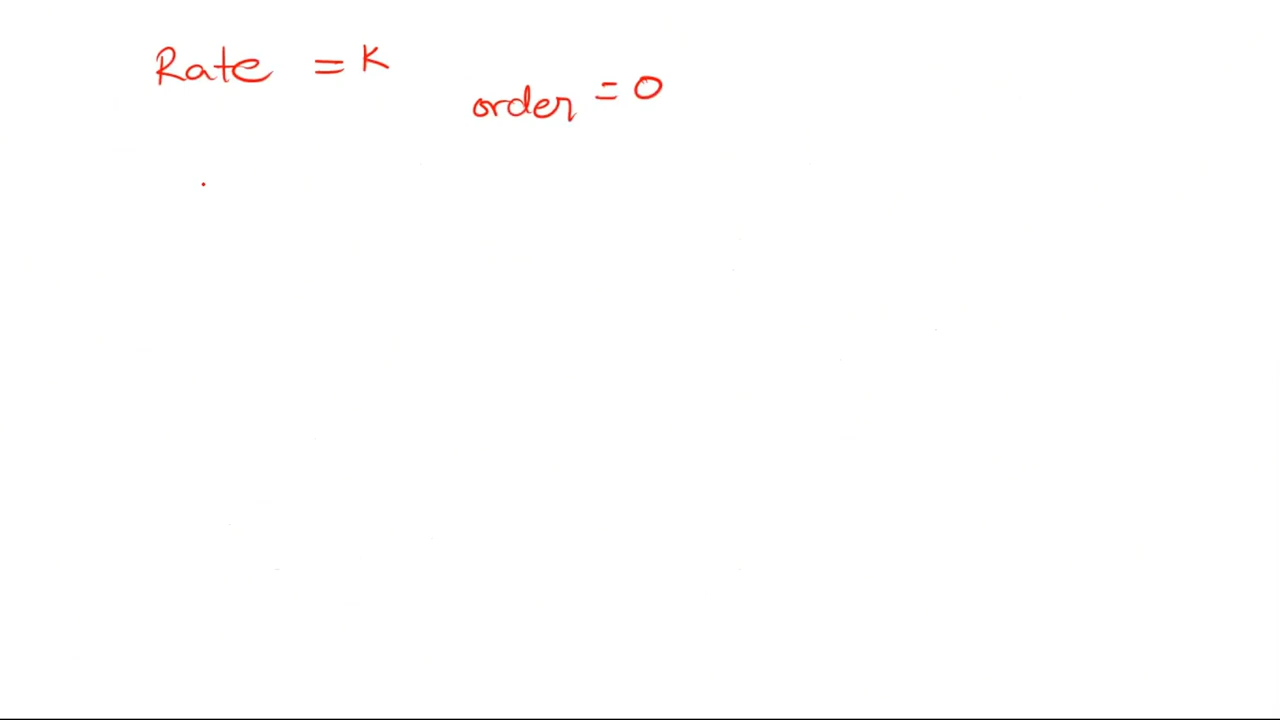 Rate = K
order = 0